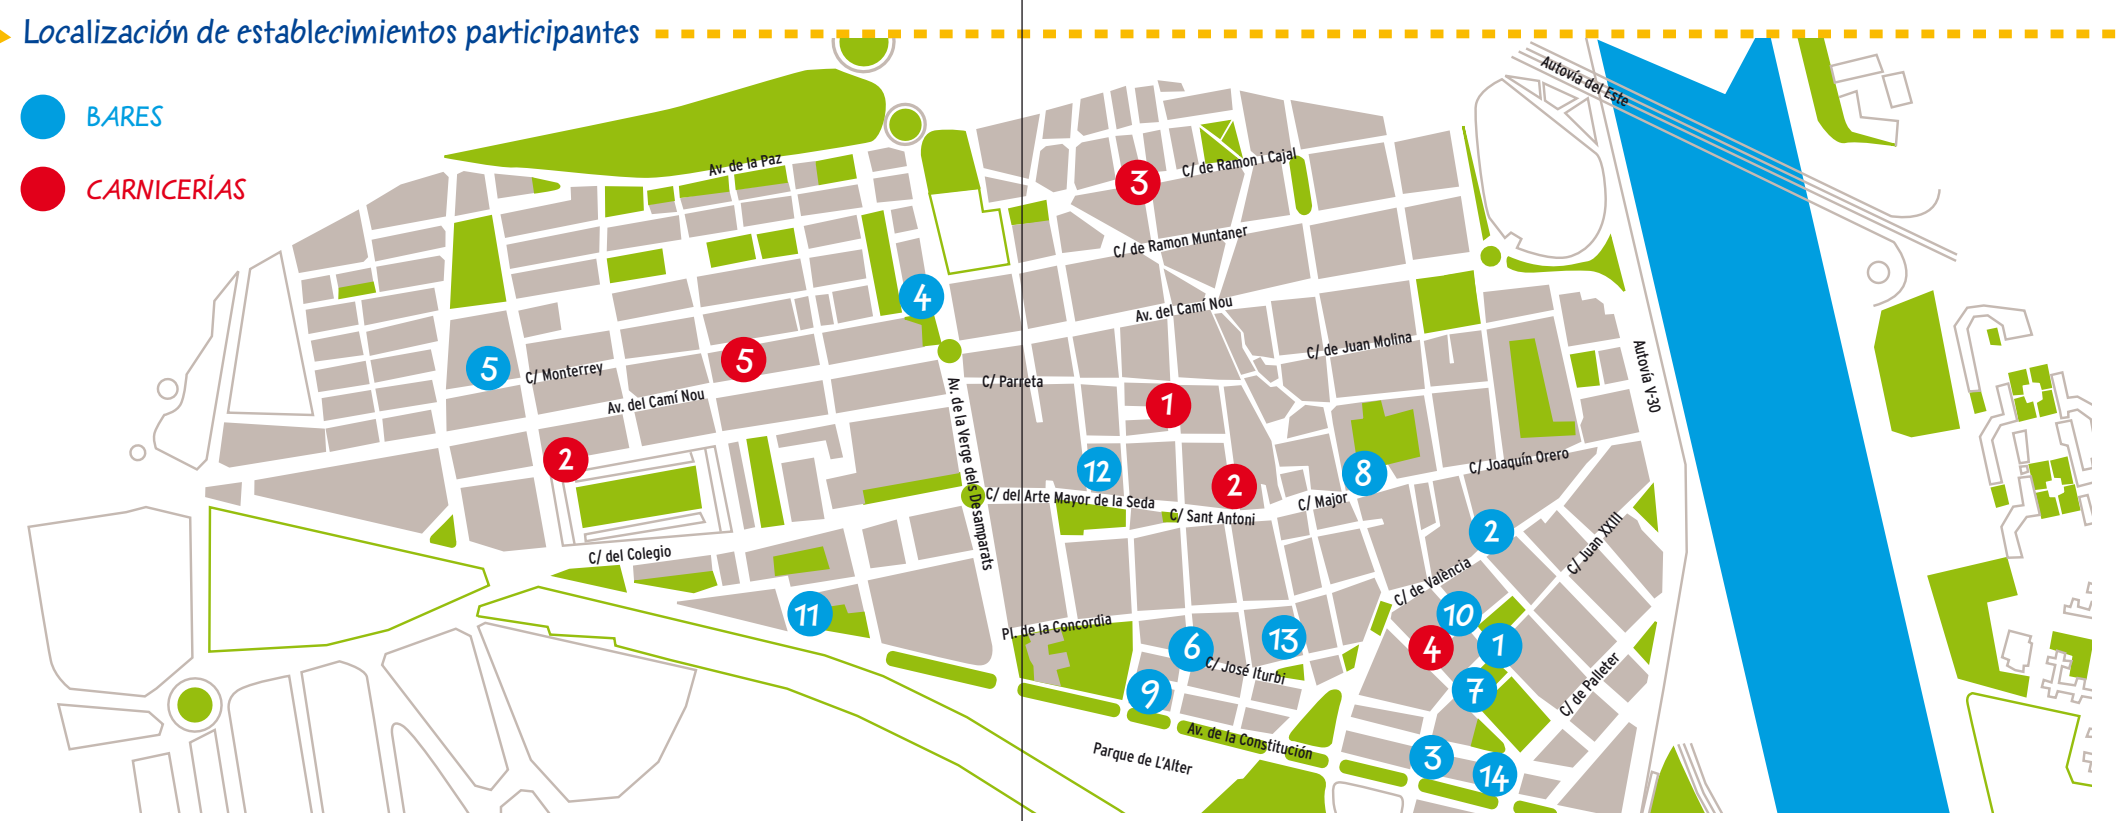 Localización de establecimientos participantes
BARES
CARNICERÍAS
Autovía del Este
Av. de la Paz
C/ de Ramon i Cajal
3
C/ de Ramon Muntaner
4
Av. del Camí Nou
C/ de Juan Molina
Autovía V-30
5
C/ Monterrey
5
Av. del Camí Nou
C/ Parreta
Av. de la Verge dels Desamparats
1
2
12
2
8
C/ Joaquín Orero
C/ del Arte Mayor de la Seda
C/ Sant Antoni
C/ Major
2
C/ Juan XXIII
C/ del Colegio
C/ de València
11
Pl. de la Concordia
6
13
10
4
1
C/ José Iturbi
9
7
C/ de Palleter
Av. de la Constitución
Parque de L'Alter
3
14